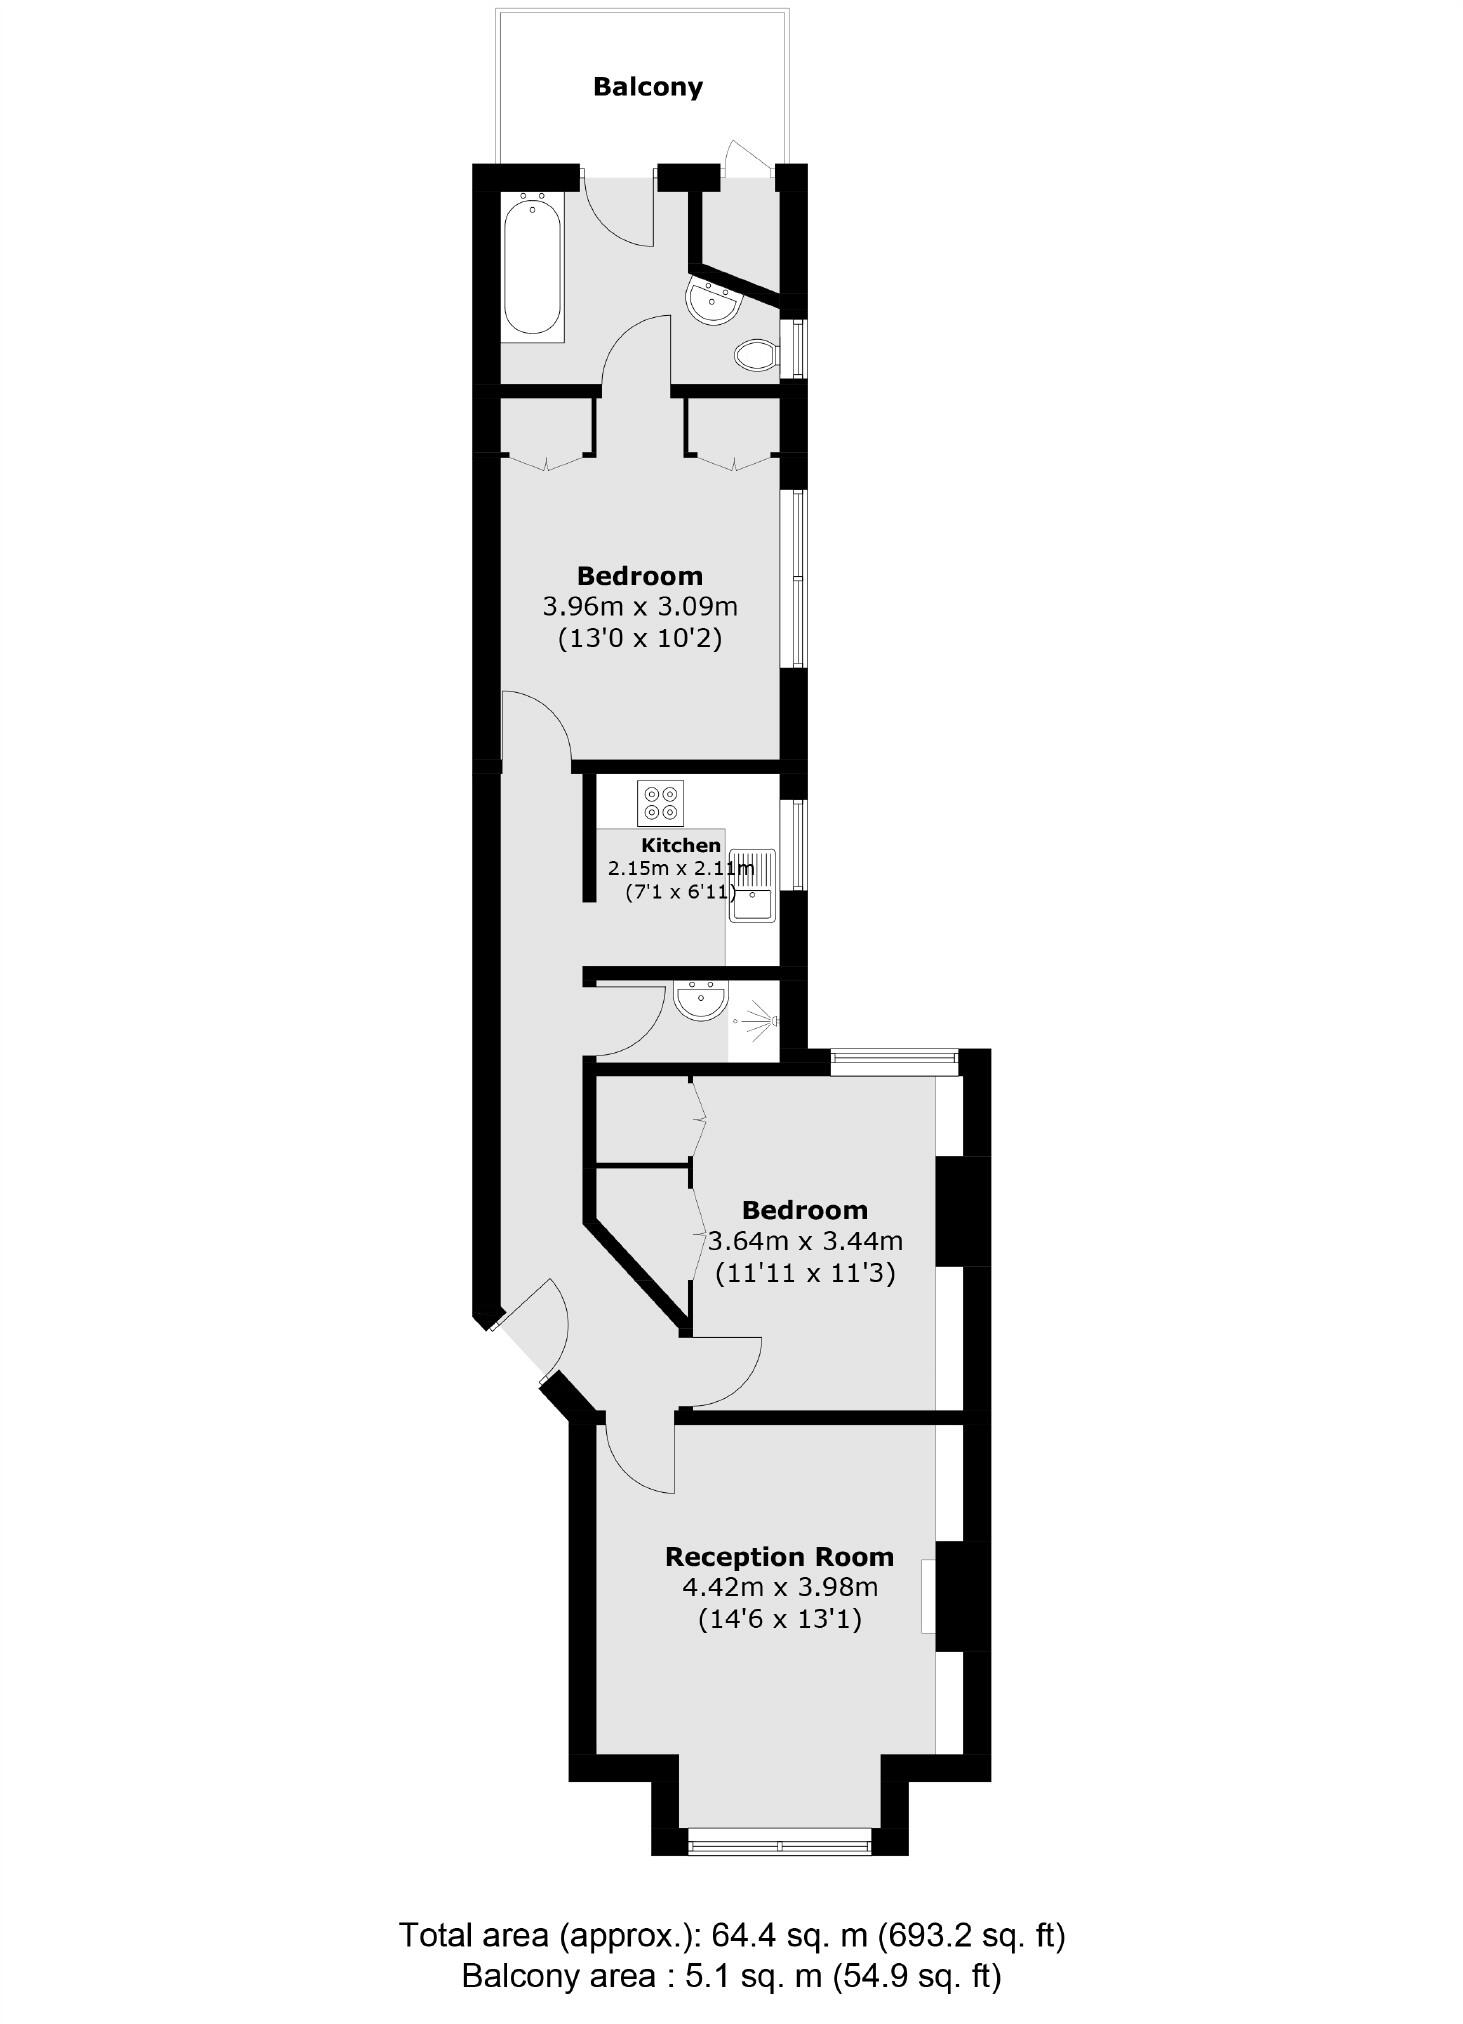 Balcony
Bedroom
3.96m x 3.09m
(13'0 x 10'2)
Kitchen
2.15m x 2.11m
(7'1 x 6'11)
Bedroom
3.64m x 3.44m
(11'11 x 11'3)
Reception Room
4.42m x 3.98m
(14'6 x 13'1)
Total area (approx.): 64.4 sq. m (693.2 sq. ft)
Balcony area : 5.1 sq. m (54.9 sq. ft)